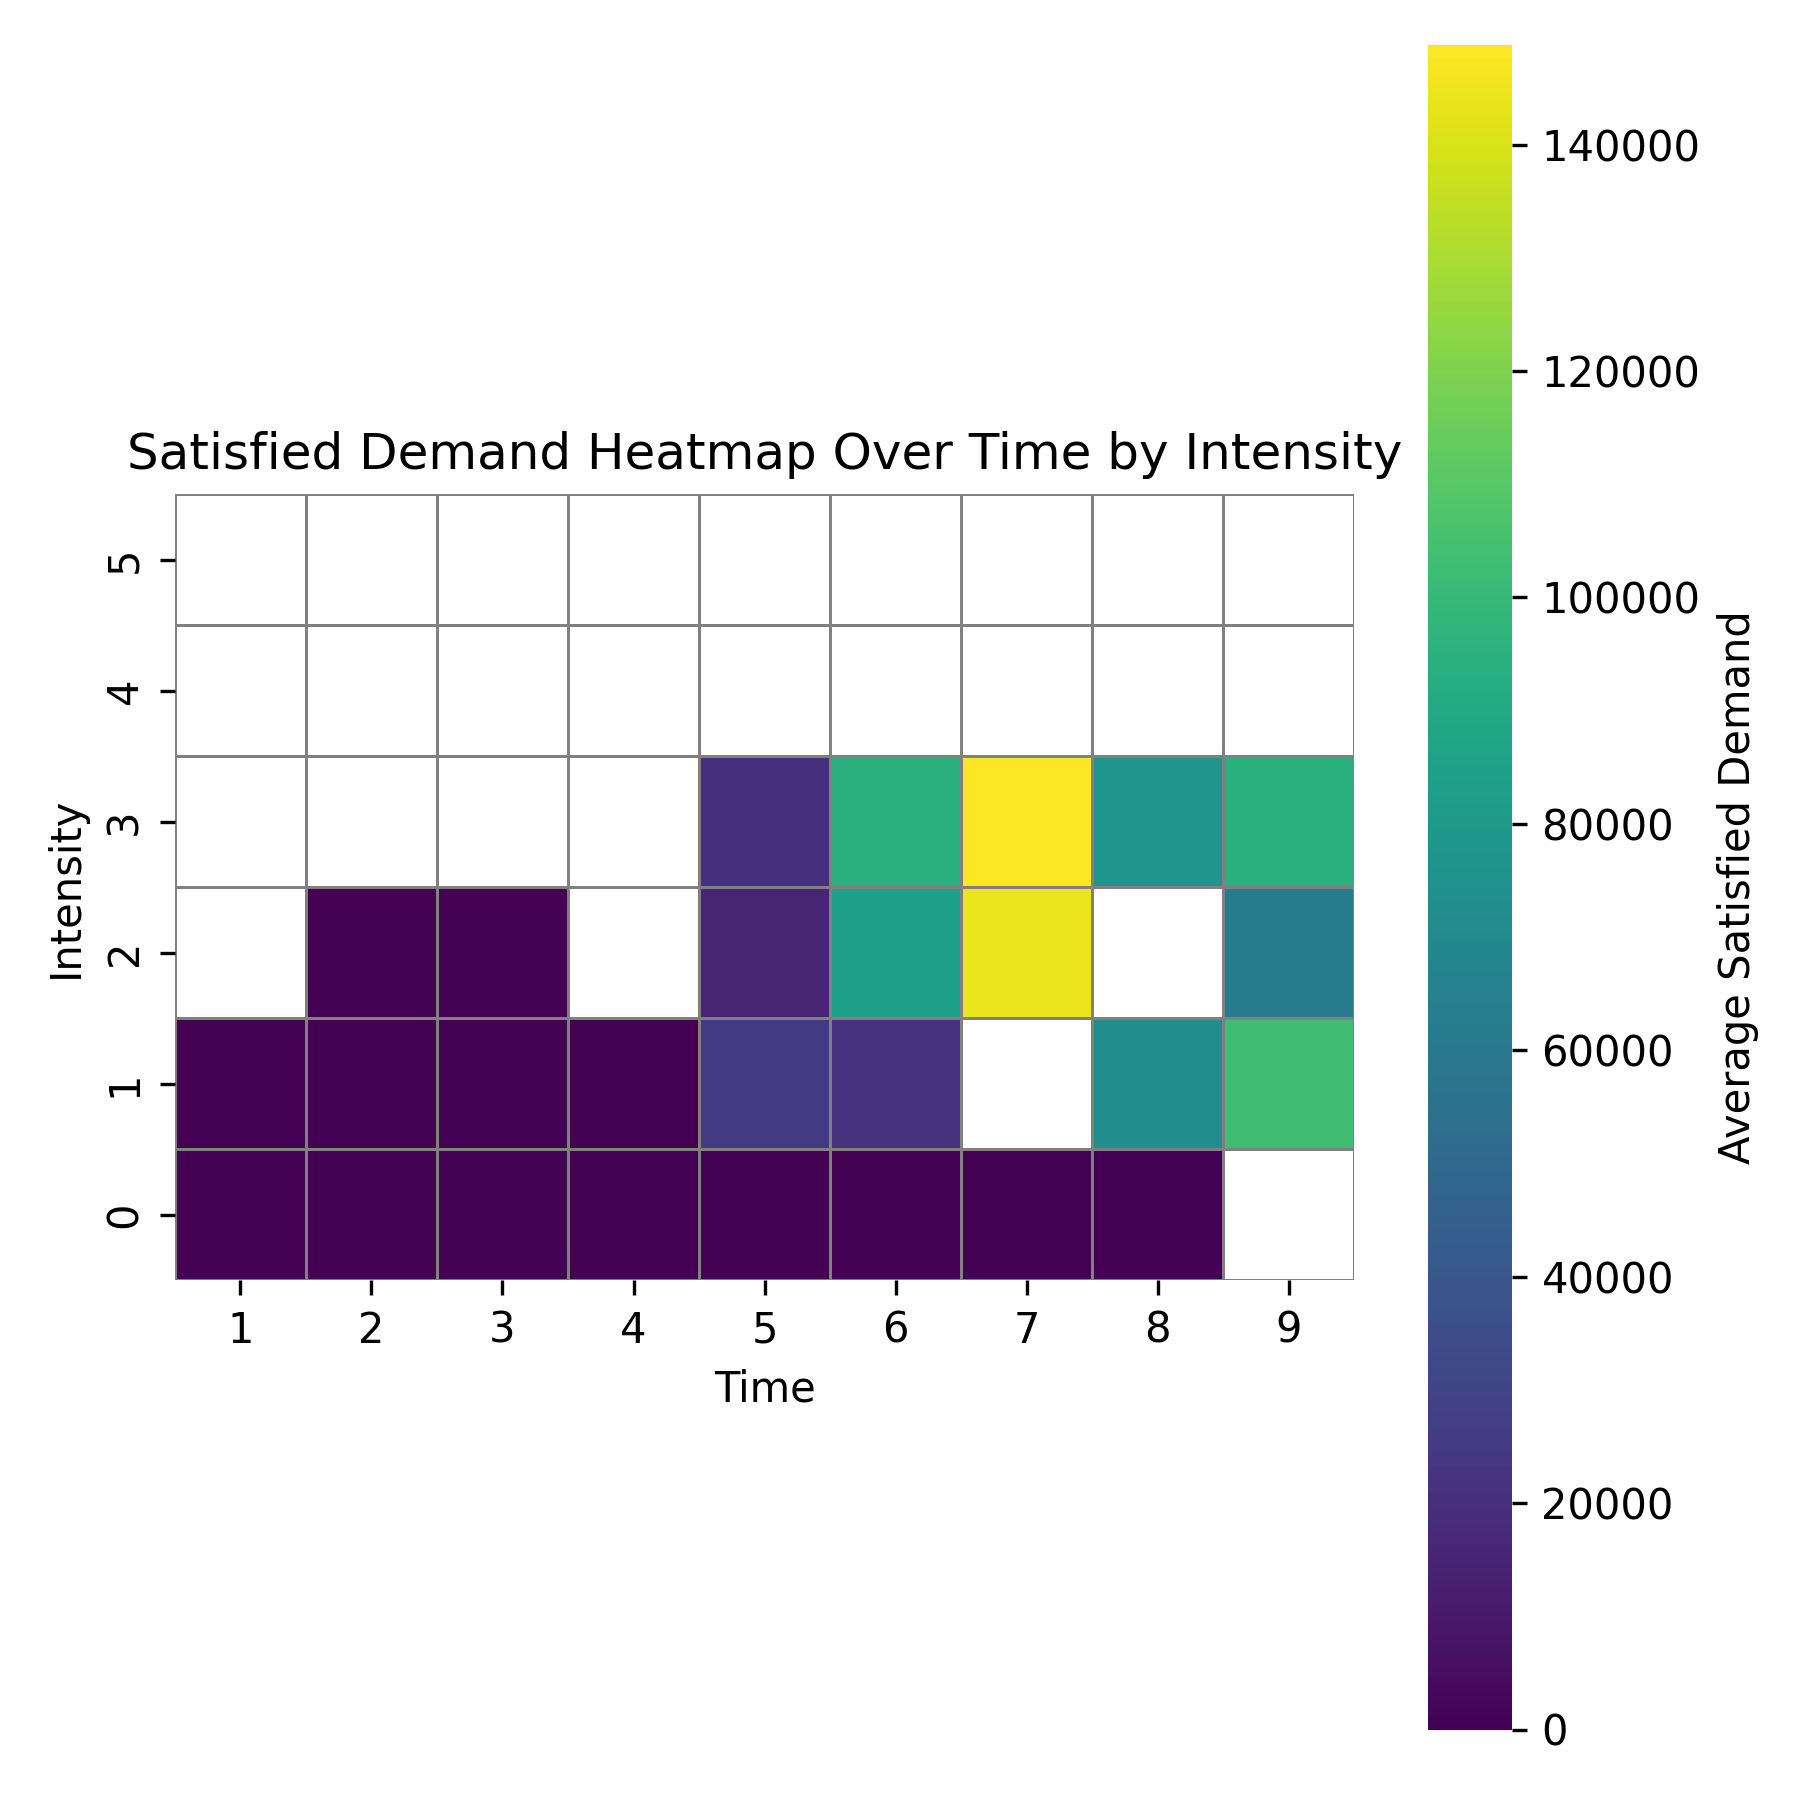 Satisfied Demand Heatmap Over Time by Intensity
Intensity
5
4
3
2
1
0
1 2 3 4 5 6 7 8 9
Time
140000
120000
100000
80000
60000
40000
20000
0
Average Satisfied Demand